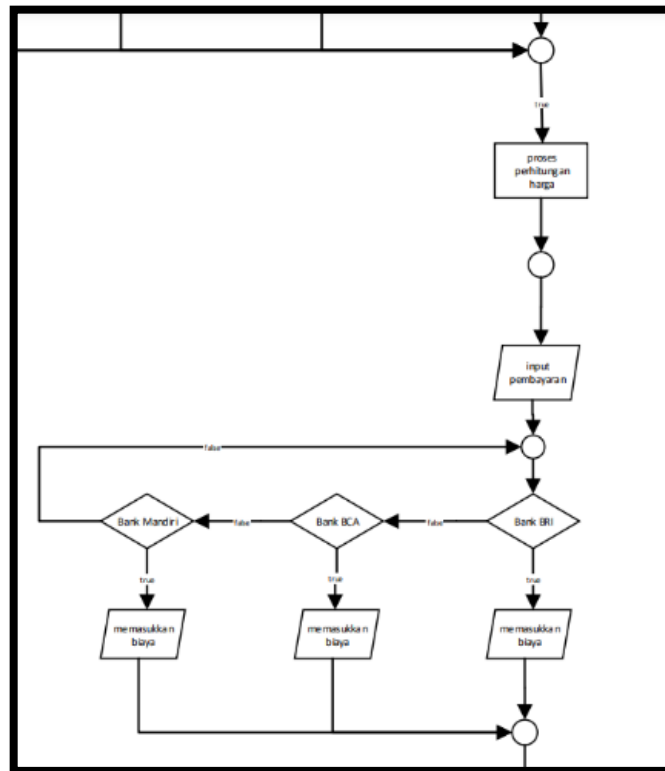 true
proses
perhitungan
harga
input
pembayaran
false
Bank Mandiri
false
Bank BCA
false
Bank BRI
true
true
true
memasukkan
biaya
memasukkan
biaya
memasukkan
biaya